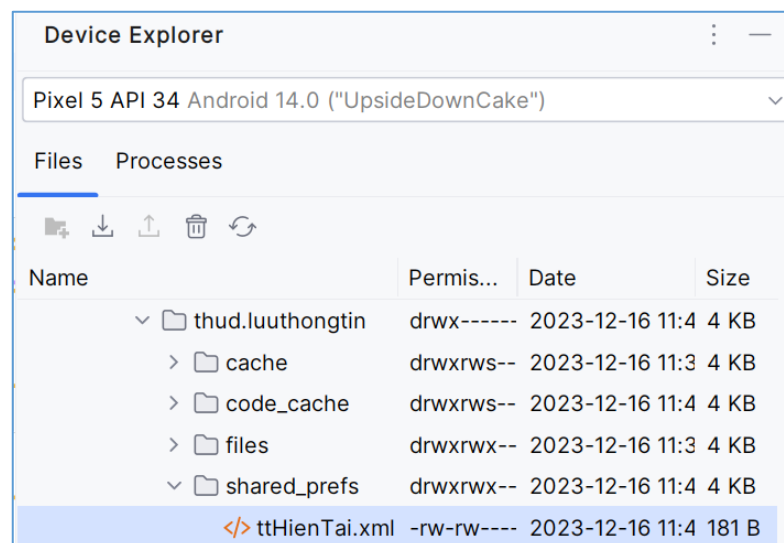 Device Explorer
Pixel 5 API 34 Android 14.0 ("UpsideDownCake")
Files Processes
Name Permis... Date Size
thud.luuthongtin drwx------ 2023-12-16 11:4 4 KB
cache drwxrws-- 2023-12-16 11:3 4 KB
code_cache drwxrws-- 2023-12-16 11:4 4 KB
files drwxrwx-- 2023-12-16 11:3 4 KB
shared_prefs drwxrwx-- 2023-12-16 11:4 4 KB
</> ttHienTai.xml -rw-rw---- 2023-12-16 11:4 181 B